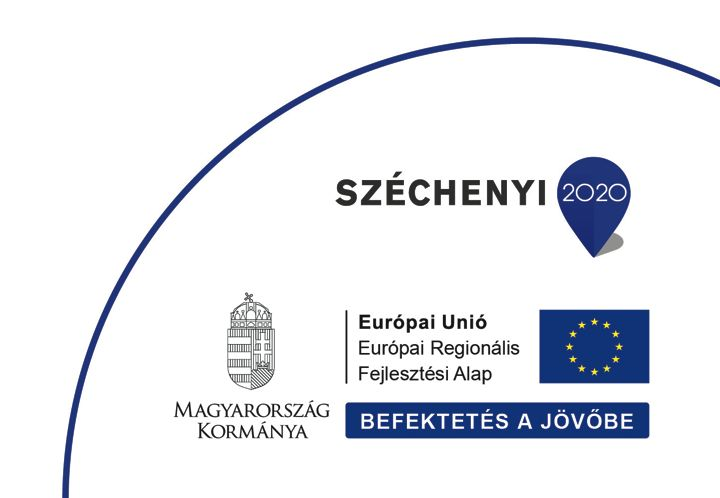 SZÉCHENYI 2020
Európai Unió
Európai Regionális
Fejlesztési Alap
MAGYARORSZÁG
KORMÁNYA
BEFEKTETÉS A JÖVŐBE